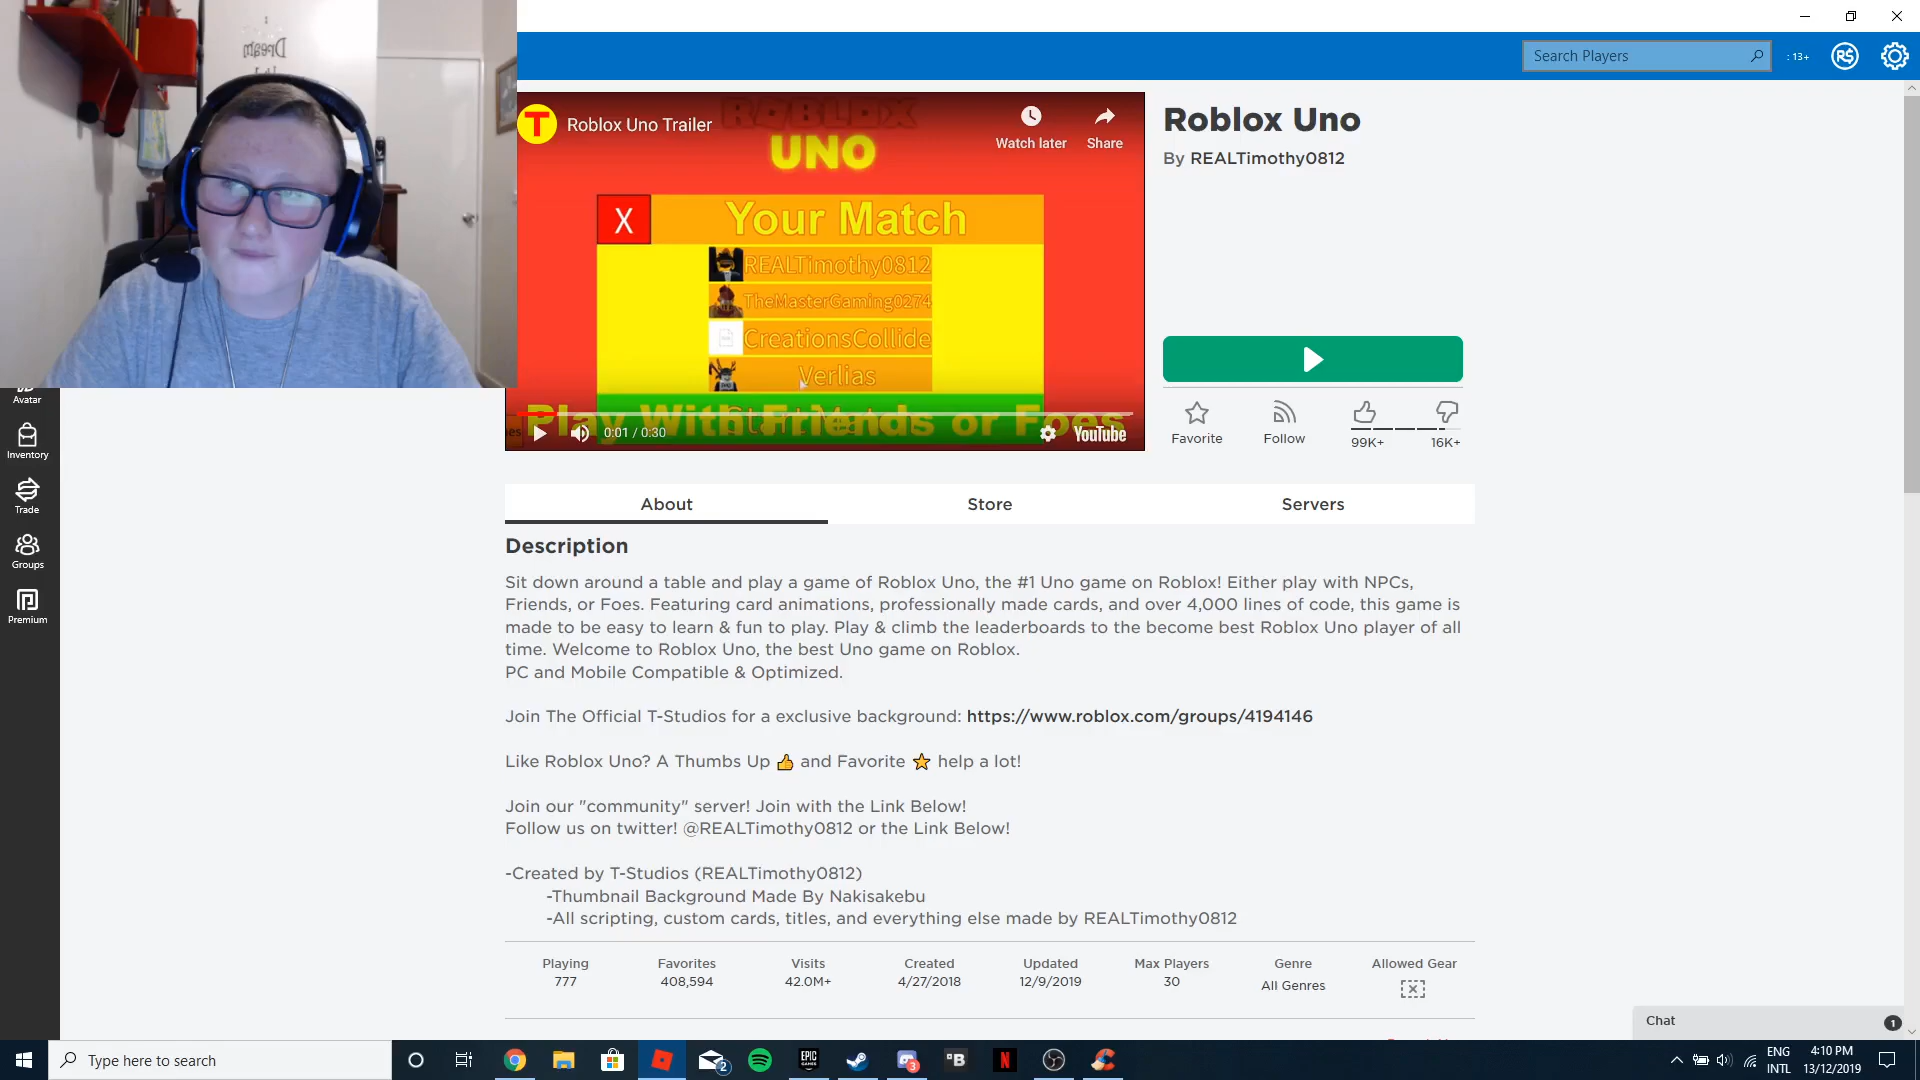 Dream
Search Players
: 13+
R$
T
Roblox Uno Trailer
ROBLOX
UNO
Watch later
Share
X
Your Match
REALTimothy0812
TheMasterGaming0274
CreationsCollide
Verlias
Play With Friends or Foes
0:01 / 0:30
YouTube
Roblox Uno
By REALTimothy0812
Favorite
Follow
99K+
16K+
Avatar
Inventory
Trade
Groups
Premium
About
Store
Servers
Description
Sit down around a table and play a game of Roblox Uno, the #1 Uno game on Roblox! Either play with NPCs,
Friends, or Foes. Featuring card animations, professionally made cards, and over 4,000 lines of code, this game is
made to be easy to learn & fun to play. Play & climb the leaderboards to the become best Roblox Uno player of all
time. Welcome to Roblox Uno, the best Uno game on Roblox.
PC and Mobile Compatible & Optimized.
Join The Official T-Studios for a exclusive background: https://www.roblox.com/groups/4194146
Like Roblox Uno? A Thumbs Up 👍 and Favorite ⭐ help a lot!
Join our "community" server! Join with the Link Below!
Follow us on twitter! @REALTimothy0812 or the Link Below!
-Created by T-Studios (REALTimothy0812)
-Thumbnail Background Made By Nakisakebu
-All scripting, custom cards, titles, and everything else made by REALTimothy0812
Playing
777
Favorites
408,594
Visits
42.0M+
Created
4/27/2018
Updated
12/9/2019
Max Players
30
Genre
All Genres
Allowed Gear
Chat
1
Type here to search
2
EPIC GAMES
3
B
N
ENG
INTL
4:10 PM
13/12/2019